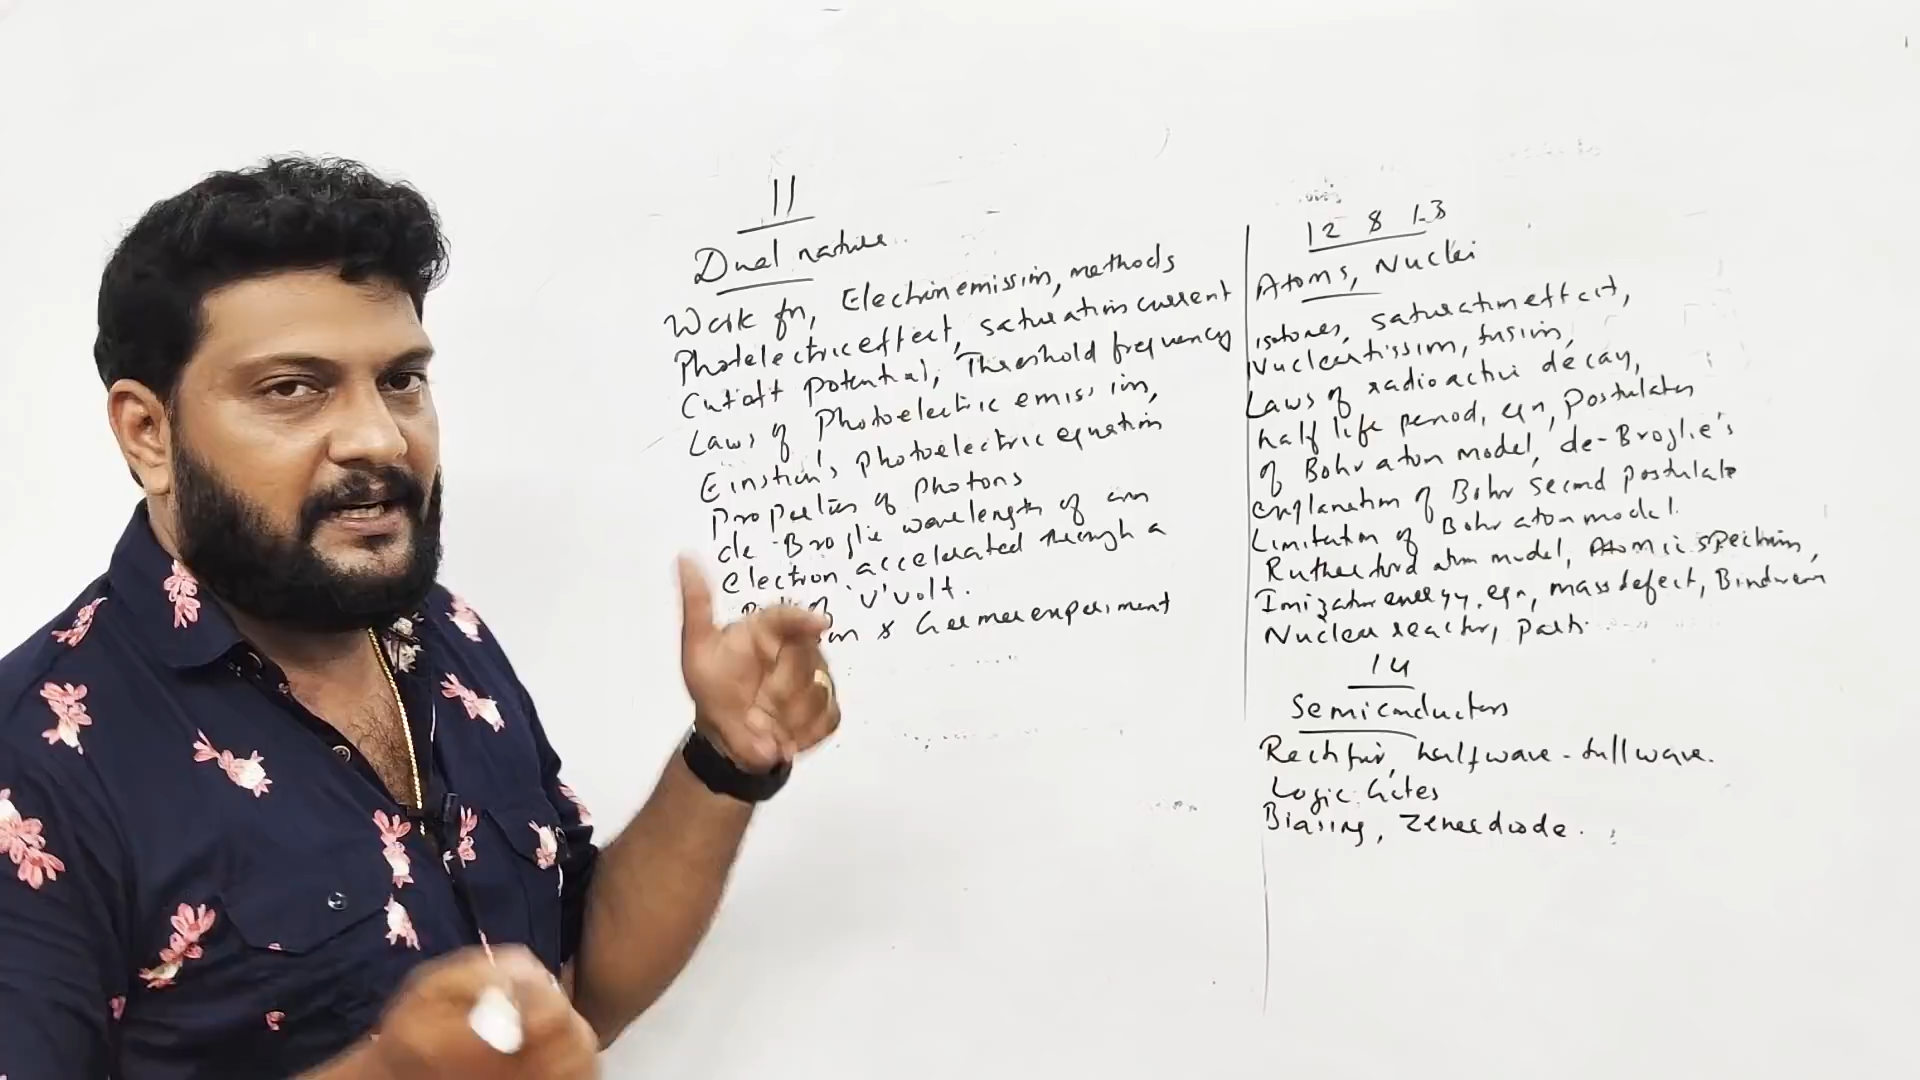 11
Dual nature
Work fn, Electron emission, methods
Photelectric effect, saturation current
Cutoff potential, Threshold frequency
Laws of Photoelectric emission,
Einstien's photoelectric equation
Properties of photons
de-Broglie wavelength of an
electron accelerated through a
of 'V' volt.
& Germer experiment
12 & 13
Atoms, Nuclei
isotones, saturation effect,
Nuclear fission, fusion,
Laws of radioactive decay,
half life period, eqn, Postulates
of Bohr atom model, de-Broglie's
explanation of Bohr second postulate
Limitation of Bohr atom model.
Rutherford atom model, Atomic spectrum,
Ionization energy, eqn, mass defect,
Nuclear reactor, parts.
14
Semiconductors
Rectifier, halfwave - fullwave.
Logic Gates
Biasing, Zener diode.